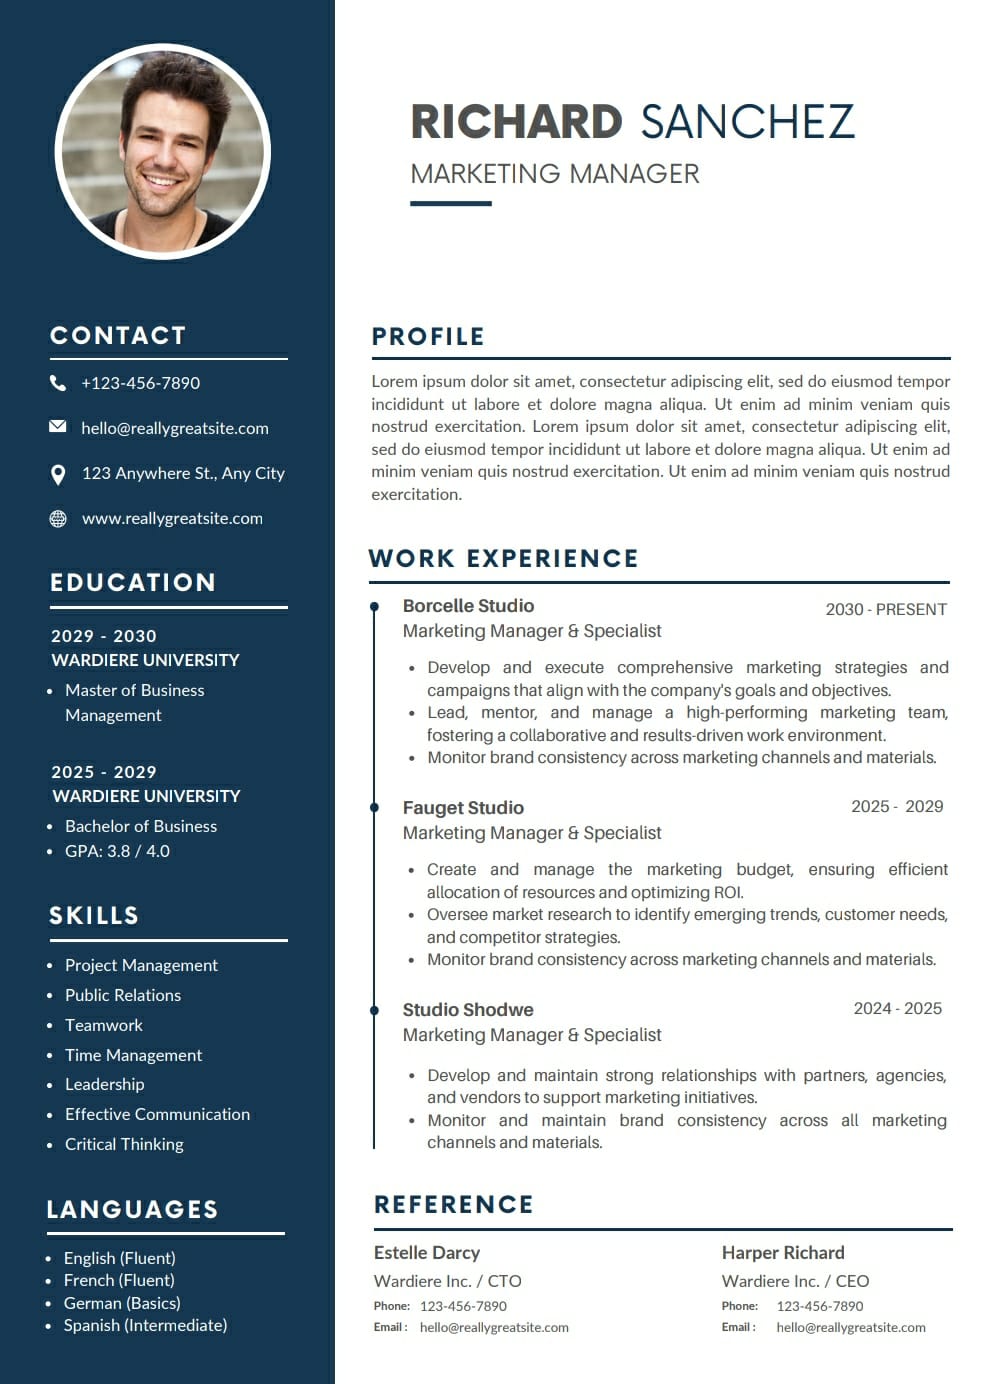 RICHARD SANCHEZ
MARKETING MANAGER
CONTACT
+123-456-7890
hello@reallygreatsite.com
123 Anywhere St., Any City
www.reallygreatsite.com
EDUCATION
2029 - 2030
WARDIERE UNIVERSITY
• Master of Business
Management
2025 - 2029
WARDIERE UNIVERSITY
• Bachelor of Business
• GPA: 3.8 / 4.0
SKILLS
• Project Management
• Public Relations
• Teamwork
• Time Management
• Leadership
• Effective Communication
• Critical Thinking
LANGUAGES
• English (Fluent)
• French (Fluent)
• German (Basics)
• Spanish (Intermediate)
PROFILE
Lorem ipsum dolor sit amet, consectetur adipiscing elit, sed do eiusmod tempor
incididunt ut labore et dolore magna aliqua. Ut enim ad minim veniam quis
nostrud exercitation. Lorem ipsum dolor sit amet, consectetur adipiscing elit,
sed do eiusmod tempor incididunt ut labore et dolore magna aliqua. Ut enim ad
minim veniam quis nostrud exercitation. Ut enim ad minim veniam quis nostrud
exercitation.
WORK EXPERIENCE
Borcelle Studio 2030 - PRESENT
Marketing Manager & Specialist
• Develop and execute comprehensive marketing strategies and
campaigns that align with the company's goals and objectives.
• Lead, mentor, and manage a high-performing marketing team,
fostering a collaborative and results-driven work environment.
• Monitor brand consistency across marketing channels and materials.
Fauget Studio 2025 - 2029
Marketing Manager & Specialist
• Create and manage the marketing budget, ensuring efficient
allocation of resources and optimizing ROI.
• Oversee market research to identify emerging trends, customer needs,
and competitor strategies.
• Monitor brand consistency across marketing channels and materials.
Studio Shodwe 2024 - 2025
Marketing Manager & Specialist
• Develop and maintain strong relationships with partners, agencies,
and vendors to support marketing initiatives.
• Monitor and maintain brand consistency across all marketing
channels and materials.
REFERENCE
Estelle Darcy
Wardiere Inc. / CTO
Phone: 123-456-7890
Email : hello@reallygreatsite.com
Harper Richard
Wardiere Inc. / CEO
Phone: 123-456-7890
Email : hello@reallygreatsite.com